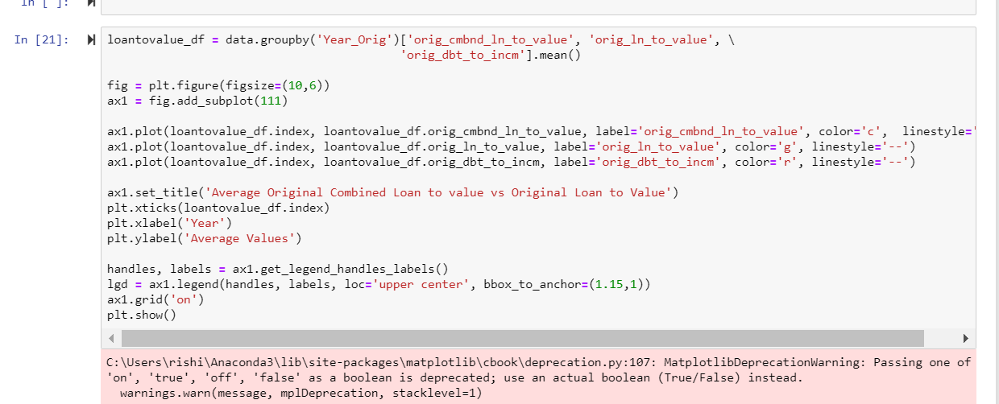 In [ ]:
In [21]: loantovalue_df = data.groupby('Year_Orig')['orig_cmbnd_ln_to_value', 'orig_ln_to_value', \
'orig_dbt_to_incm'].mean()
fig = plt.figure(figsize=(10,6))
ax1 = fig.add_subplot(111)
ax1.plot(loantovalue_df.index, loantovalue_df.orig_cmbnd_ln_to_value, label='orig_cmbnd_ln_to_value', color='c',  linestyle='
ax1.plot(loantovalue_df.index, loantovalue_df.orig_ln_to_value, label='orig_ln_to_value', color='g', linestyle='--')
ax1.plot(loantovalue_df.index, loantovalue_df.orig_dbt_to_incm, label='orig_dbt_to_incm', color='r', linestyle='--')
ax1.set_title('Average Original Combined Loan to value vs Original Loan to Value')
plt.xticks(loantovalue_df.index)
plt.xlabel('Year')
plt.ylabel('Average Values')
handles, labels = ax1.get_legend_handles_labels()
lgd = ax1.legend(handles, labels, loc='upper center', bbox_to_anchor=(1.15,1))
ax1.grid('on')
plt.show()
C:\Users\rishi\Anaconda3\lib\site-packages\matplotlib\cbook\deprecation.py:107: MatplotlibDeprecationWarning: Passing one of
'on', 'true', 'off', 'false' as a boolean is deprecated; use an actual boolean (True/False) instead.
warnings.warn(message, mplDeprecation, stacklevel=1)